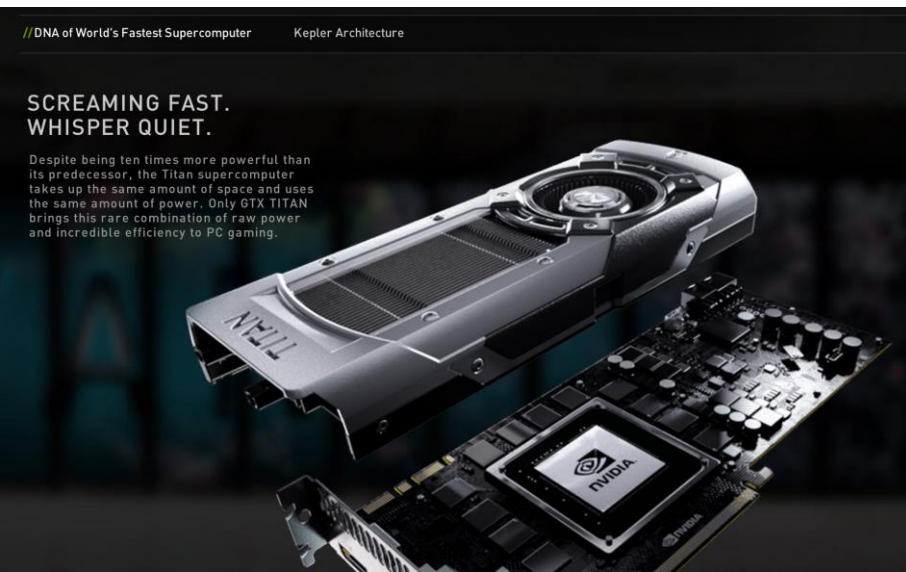 //DNA of World's Fastest Supercomputer
Kepler Architecture
SCREAMING FAST.
WHISPER QUIET.
Despite being ten times more powerful than
its predecessor, the Titan supercomputer
takes up the same amount of space and uses
the same amount of power. Only GTX TITAN
brings this rare combination of raw power
and incredible efficiency to PC gaming.
TITAN
NVIDIA
NVIDIA